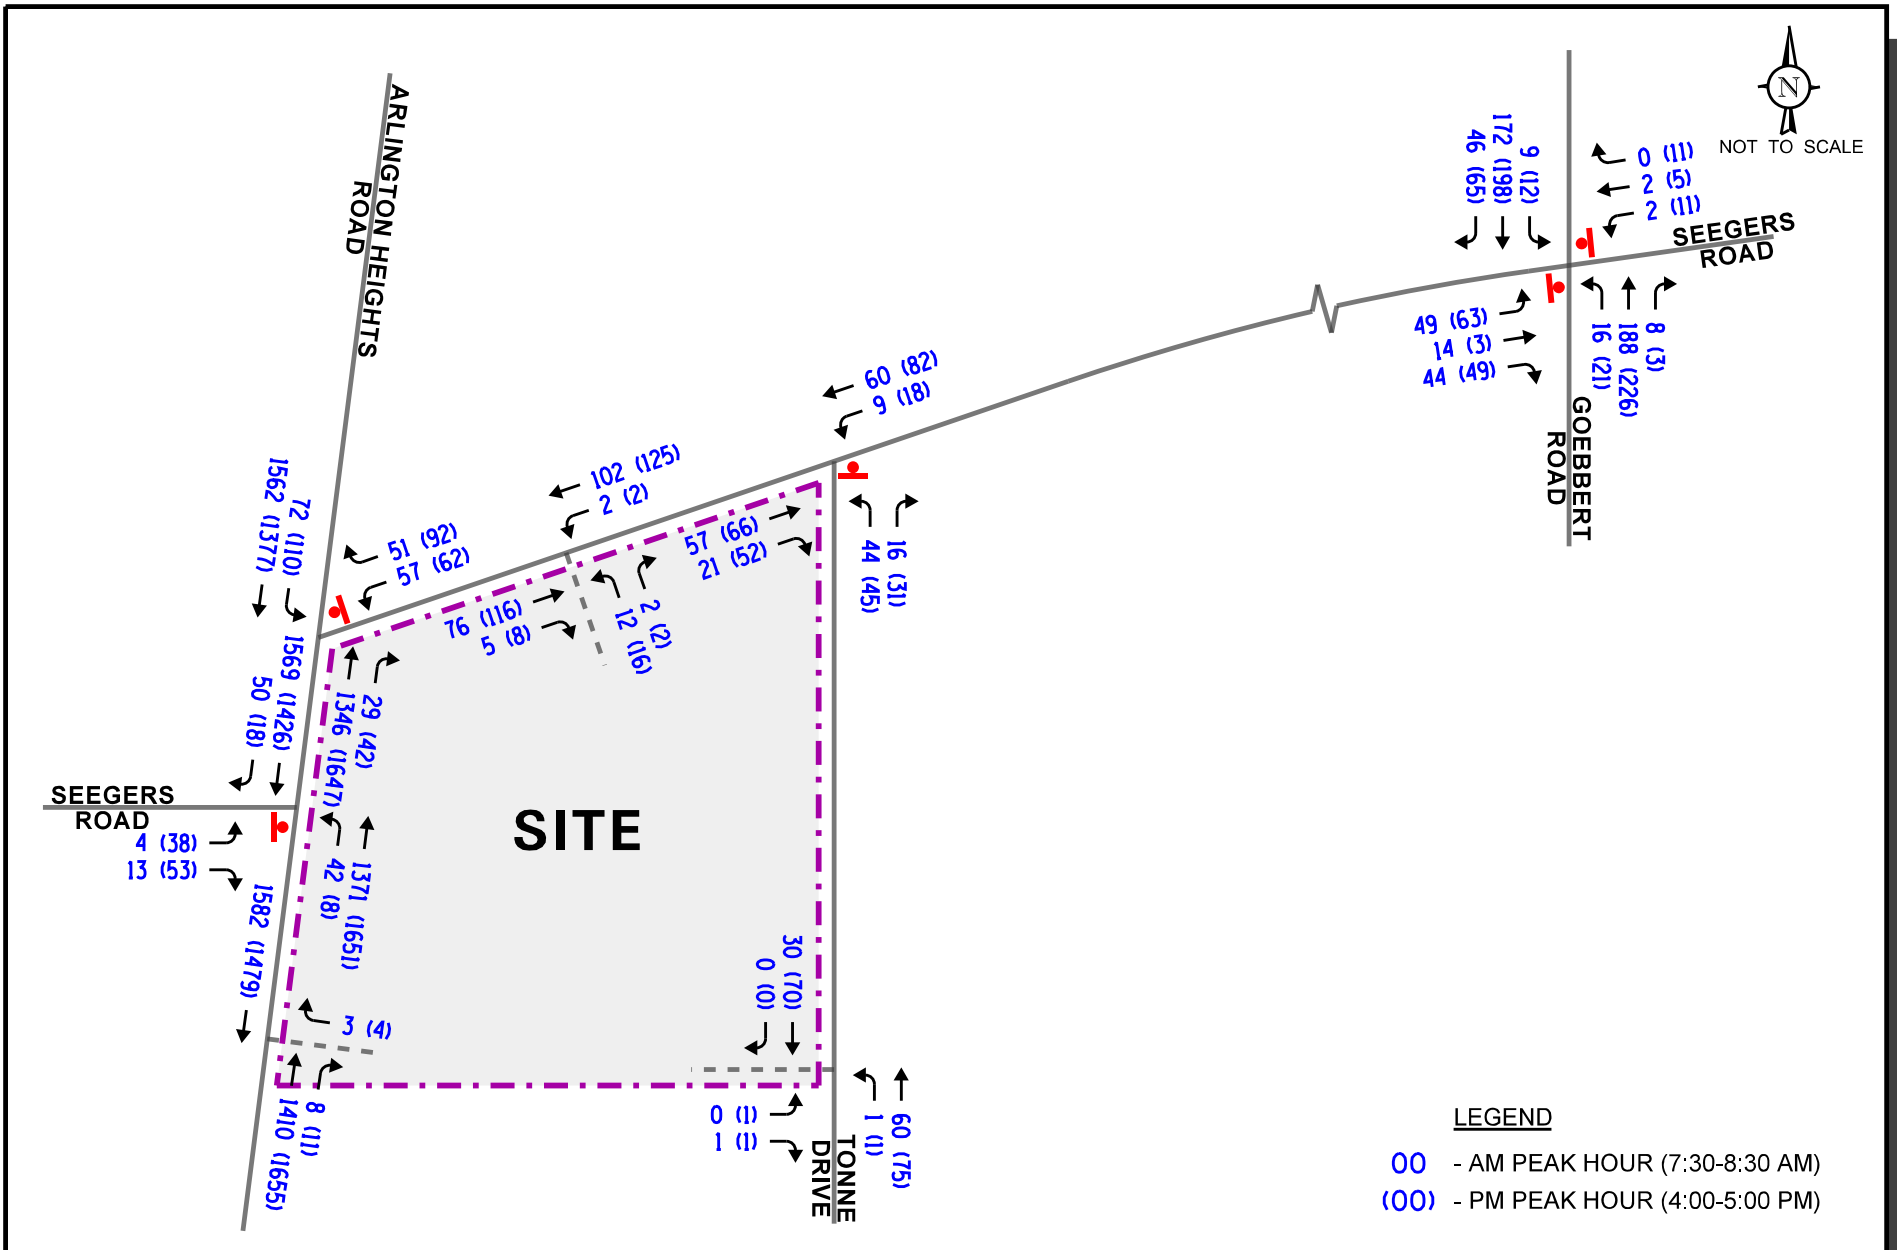 ARLINGTON HEIGHTS
ROAD
N
NOT TO SCALE
9 (12)
172 (198)
46 (65)
0 (11)
2 (5)
2 (11)
SEEGERS
ROAD
49 (63)
14 (3)
44 (49)
16 (21)
188 (226)
8 (3)
GOEBBERT
ROAD
60 (82)
9 (18)
102 (125)
2 (2)
51 (92)
57 (62)
72 (110)
1562 (1377)
57 (66)
21 (52)
44 (45)
16 (31)
76 (116)
5 (8)
12 (16)
2 (2)
1569 (1426)
50 (18)
1346 (1647)
29 (42)
SEEGERS
ROAD
4 (38)
13 (53)
SITE
42 (8)
1371 (1651)
1582 (1479)
3 (4)
30 (70)
0 (0)
1410 (1655)
8 (11)
0 (1)
1 (1)
TONNE
DRIVE
1 (1)
60 (75)
LEGEND
00 - AM PEAK HOUR (7:30-8:30 AM)
(00) - PM PEAK HOUR (4:00-5:00 PM)